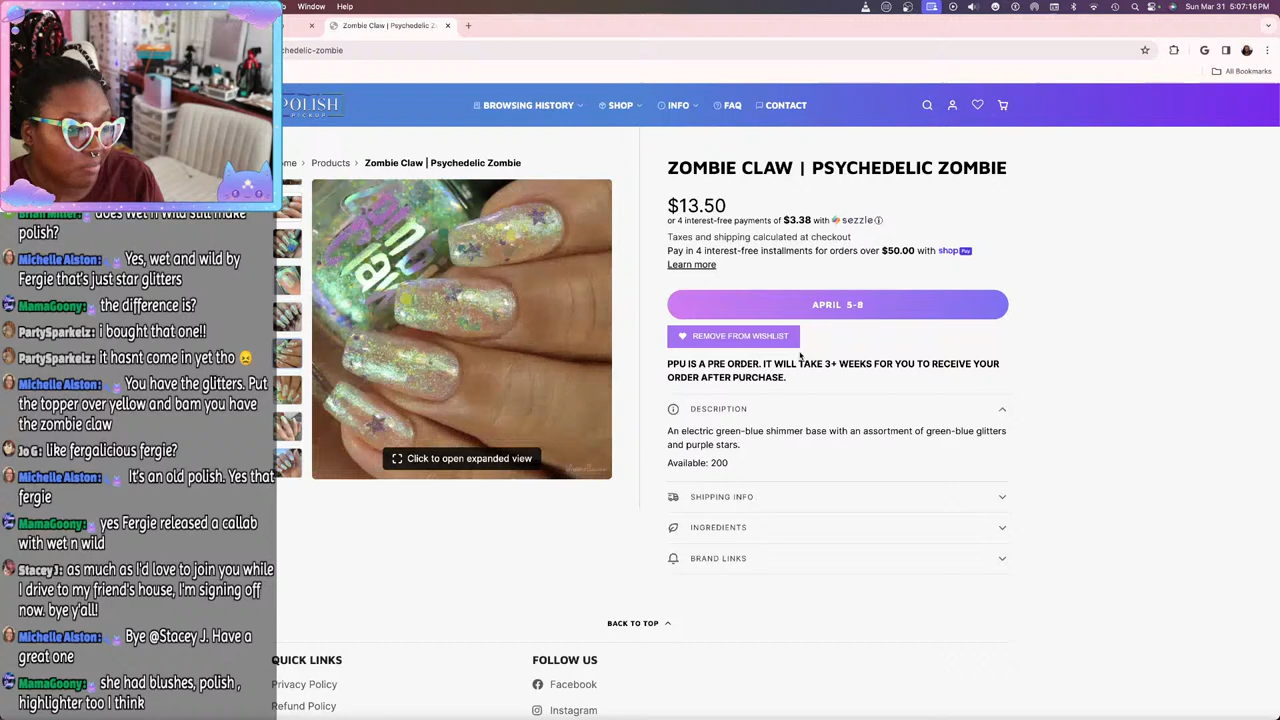 Window Help
Sun Mar 31 5:07:16 PM
Zombie Claw | Psychedelic Z
chedelic-zombie
All Bookmarks
POLISH
PICKUP
BROWSING HISTORY
SHOP
INFO
FAQ
CONTACT
ome > Products > Zombie Claw | Psychedelic Zombie
ZOMBIE CLAW | PSYCHEDELIC ZOMBIE
$13.50
or 4 interest-free payments of $3.38 with sezzle
Taxes and shipping calculated at checkout
Pay in 4 interest-free installments for orders over $50.00 with shop Pay
Learn more
APRIL 5-8
REMOVE FROM WISHLIST
PPU IS A PRE ORDER. IT WILL TAKE 3+ WEEKS FOR YOU TO RECEIVE YOUR
ORDER AFTER PURCHASE.
DESCRIPTION
An electric green-blue shimmer base with an assortment of green-blue glitters
and purple stars.
Available: 200
SHIPPING INFO
INGREDIENTS
BRAND LINKS
Click to open expanded view
BACK TO TOP
QUICK LINKS
Privacy Policy
Refund Policy
FOLLOW US
Facebook
Instagram
Brian Miller: does Wet n Wild still make
polish?
Michelle Alston: Yes, wet and wild by
Fergie that's just star glitters
MamaGoony: the difference is?
PartySparkelz: i bought that one!!
PartySparkelz: it hasnt come in yet tho 😠
Michelle Alston: You have the glitters. Put
the topper over yellow and bam you have
the zombie claw
Jo G: like fergalicious fergie?
Michelle Alston: It's an old polish. Yes that
fergie
MamaGoony: yes Fergie released a callab
with wet n wild
Stacey J: as much as I'd love to join you while
I drive to my friend's house, I'm signing off
now. bye y'all!
Michelle Alston: Bye @Stacey J. Have a
great one
MamaGoony: she had blushes, polish ,
highlighter too I think